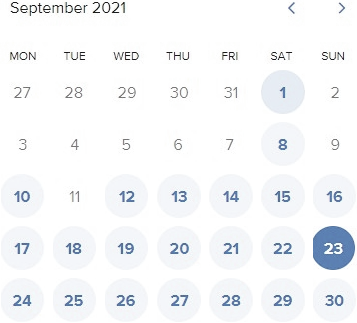 September 2021
MON TUE WED THU FRI SAT SUN
27 28 29 30 31 1 2
3 4 5 6 7 8 9
10 11 12 13 14 15 16
17 18 19 20 21 22 23
24 25 26 27 28 29 30